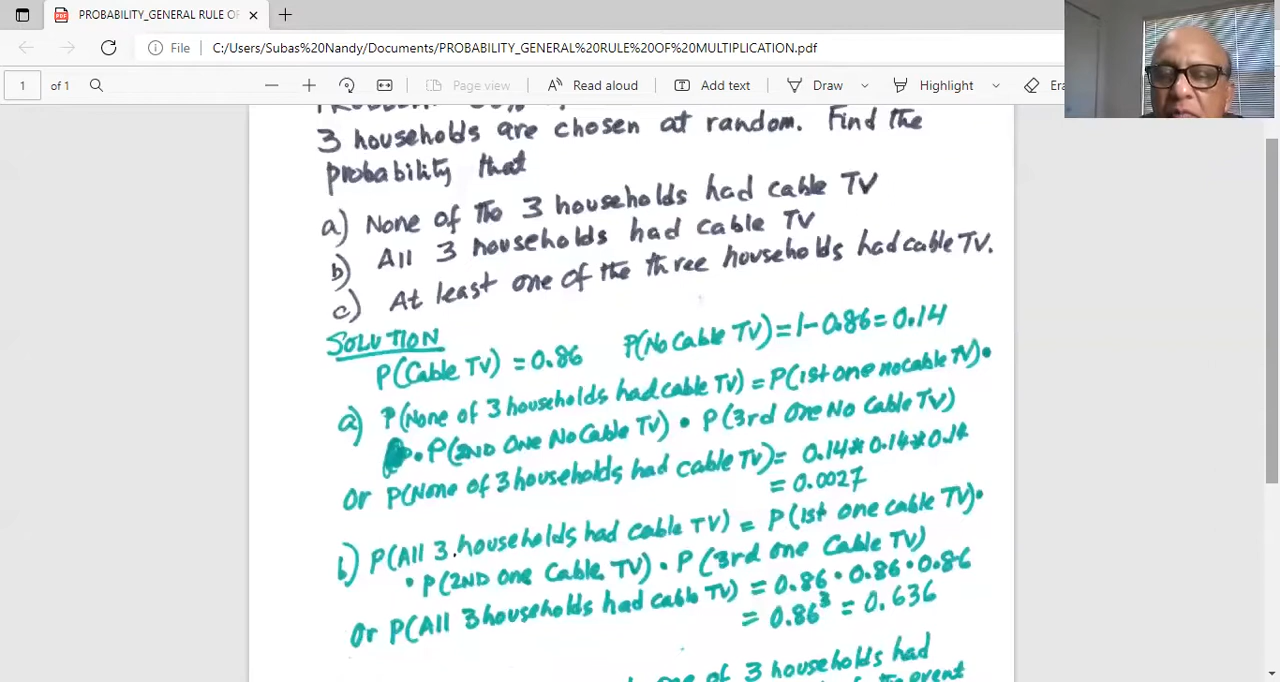 PROBABILITY_GENERAL RULE OF
File C:/Users/Subas%20Nandy/Documents/PROBABILITY_GENERAL%20RULE%20OF%20MULTIPLICATION.pdf
1 of 1 Page view Read aloud Add text Draw Highlight Era
3 households are chosen at random. Find the
probability that
a) None of the 3 households had cable TV
b) All 3 households had cable TV
c) At least one of the three households had cable TV.
SOLUTION
P(Cable TV) = 0.86 P(No Cable TV) = 1 - 0.86 = 0.14
a) P(None of 3 households had cable TV) = P(1st one no cable TV)•
• P(2ND One No Cable TV) • P(3rd One No Cable TV)
Or P(None of 3 households had cable TV) = 0.14 * 0.14 * 0.14
= 0.0027
b) P(All 3 households had cable TV) = P(1st one cable TV)•
• P(2ND one Cable TV) • P(3rd one Cable TV)
Or P(All 3 households had cable TV) = 0.86 • 0.86 • 0.86
= 0.86³ = 0.636
one of 3 households had